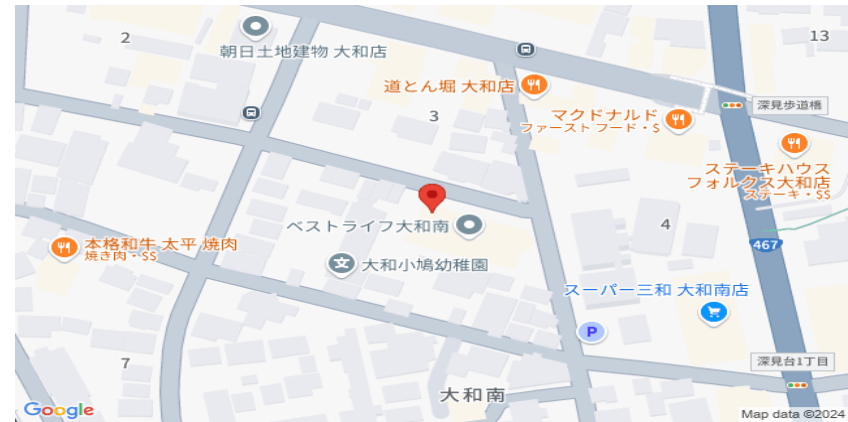 2
朝日土地建物 大和店
13
道とん堀 大和店
3
マクドナルド
ファースト フード・$
深見歩道橋
ステーキハウス
フォルクス大和店
ステーキ・$$
ベストライフ大和南
4
467
本格和牛 太平 焼肉
焼き肉・$$
文
大和小鳩幼稚園
スーパー三和 大和南店
P
7
深見台1丁目
大和南
Google
Map data ©2024